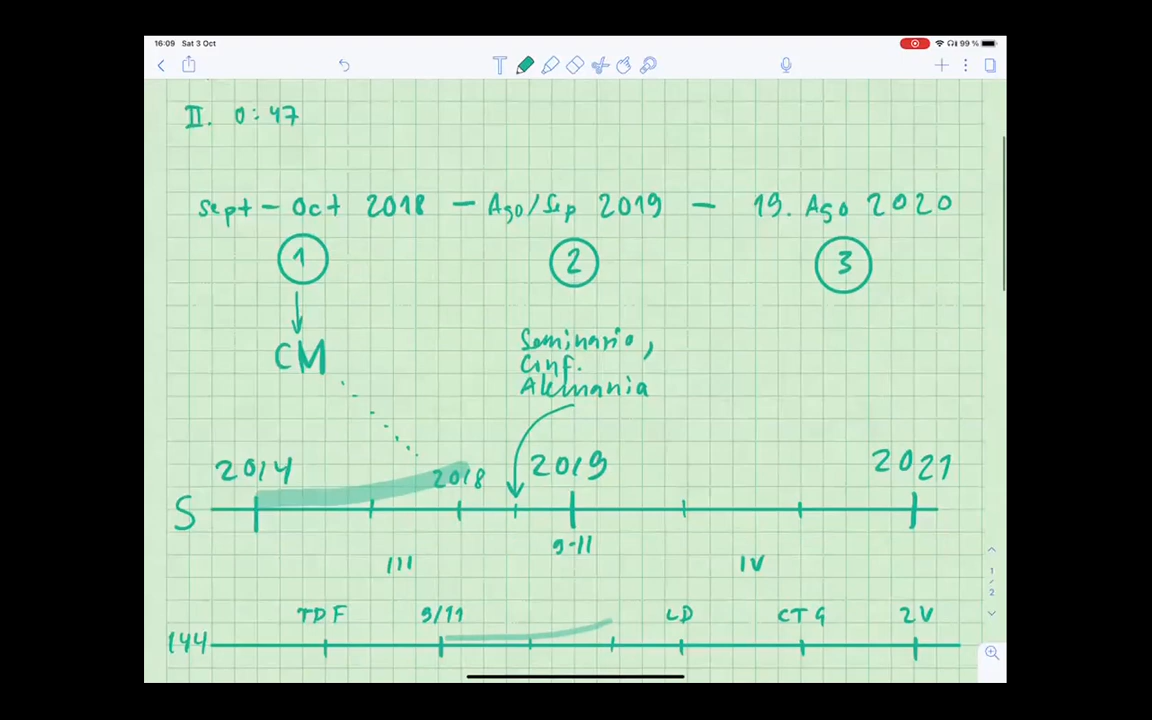 16:09 Sat 3 Oct 99 %
T
II. 0:47
Sept - Oct 2018 - Ago/Sep 2019 - 19. Ago 2020
1 2 3
CM
Seminario,
Conf.
Alemania
2014 2018 2019 2021
S
9-11
III IV
TDF 9/11 LD CTG 2V
144
1
/
2